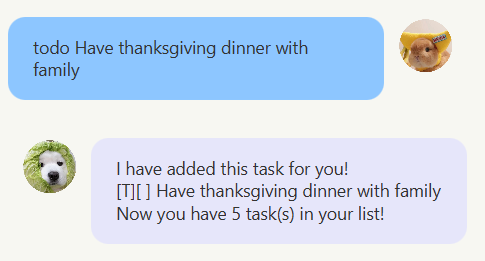 todo Have thanksgiving dinner with
family
I have added this task for you!
[T][ ] Have thanksgiving dinner with family
Now you have 5 task(s) in your list!